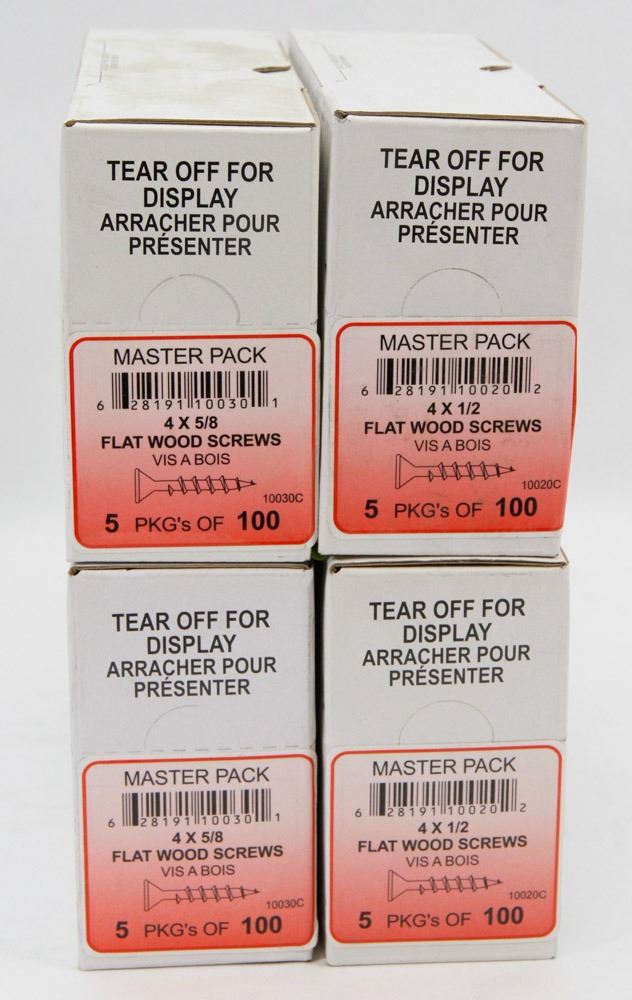 TEAR OFF FOR
DISPLAY
ARRACHER POUR
PRÉSENTER
MASTER PACK
6 28191 10030 1
4 X 5/8
FLAT WOOD SCREWS
VIS A BOIS
10030C
5 PKG's OF 100
TEAR OFF FOR
DISPLAY
ARRACHER POUR
PRÉSENTER
MASTER PACK
6 28191 10020 2
4 X 1/2
FLAT WOOD SCREWS
VIS A BOIS
10020C
5 PKG's OF 100
TEAR OFF FOR
DISPLAY
ARRACHER POUR
PRÉSENTER
MASTER PACK
6 28191 10030 1
4 X 5/8
FLAT WOOD SCREWS
VIS A BOIS
10030C
5 PKG's OF 100
TEAR OFF FOR
DISPLAY
ARRACHER POUR
PRÉSENTER
MASTER PACK
6 28191 10020 2
4 X 1/2
FLAT WOOD SCREWS
VIS A BOIS
10020C
5 PKG's OF 100